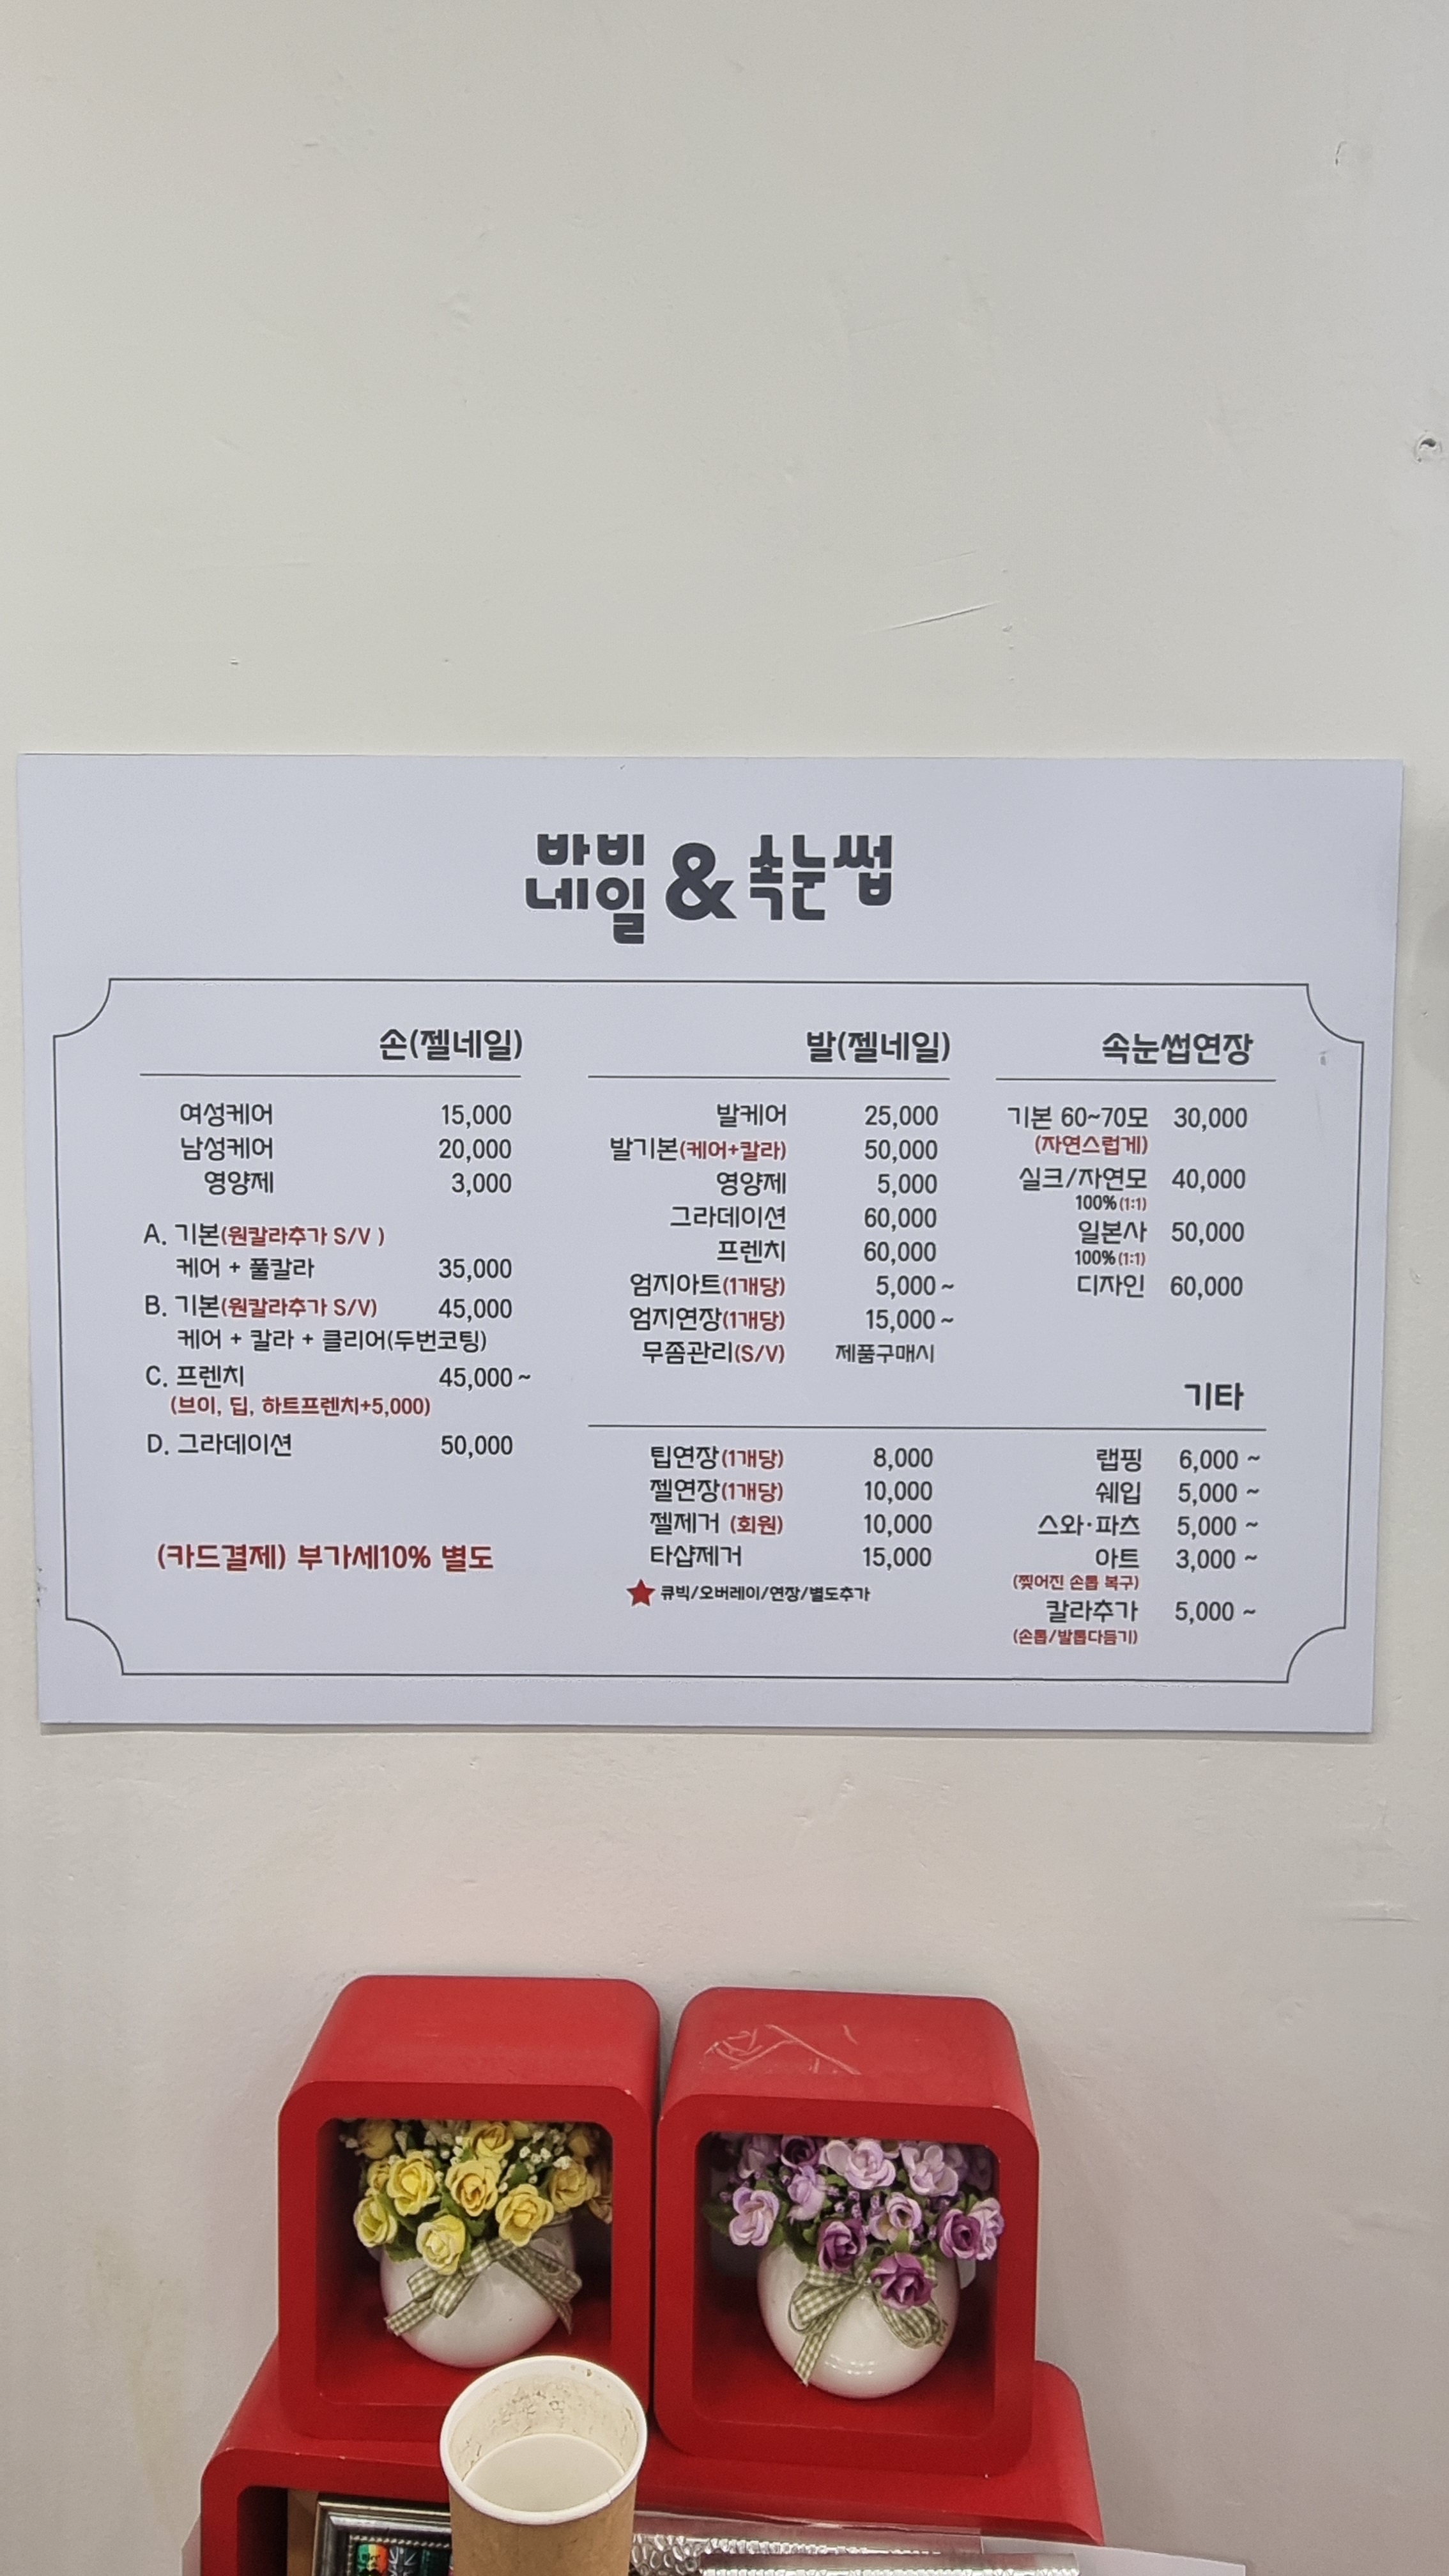 바비
네일 & 속눈썹
손(젤네일)
여성케어 15,000
남성케어 20,000
영양제 3,000
A. 기본(원칼라추가 S/V )
케어 + 풀칼라 35,000
B. 기본(원칼라추가 S/V) 45,000
케어 + 칼라 + 클리어(두번코팅)
C. 프렌치 45,000~
(브이, 딥, 하트프렌치+5,000)
D. 그라데이션 50,000
(카드결제) 부가세10% 별도
발(젤네일)
발케어 25,000
발기본(케어+칼라) 50,000
영양제 5,000
그라데이션 60,000
프렌치 60,000
엄지아트(1개당) 5,000~
엄지연장(1개당) 15,000~
무좀관리(S/V) 제품구매시
팁연장(1개당) 8,000
젤연장(1개당) 10,000
젤제거 (회원) 10,000
타샵제거 15,000
★ 큐빅/오버레이/연장/별도추가
속눈썹연장
기본 60~70모 30,000
(자연스럽게)
실크/자연모 40,000
100%(1:1)
일본사 50,000
100%(1:1)
디자인 60,000
기타
랩핑 6,000 ~
쉐입 5,000 ~
스와·파츠 5,000 ~
아트 3,000 ~
(찢어진 손톱 복구)
칼라추가 5,000 ~
(손톱/발톱다듬기)